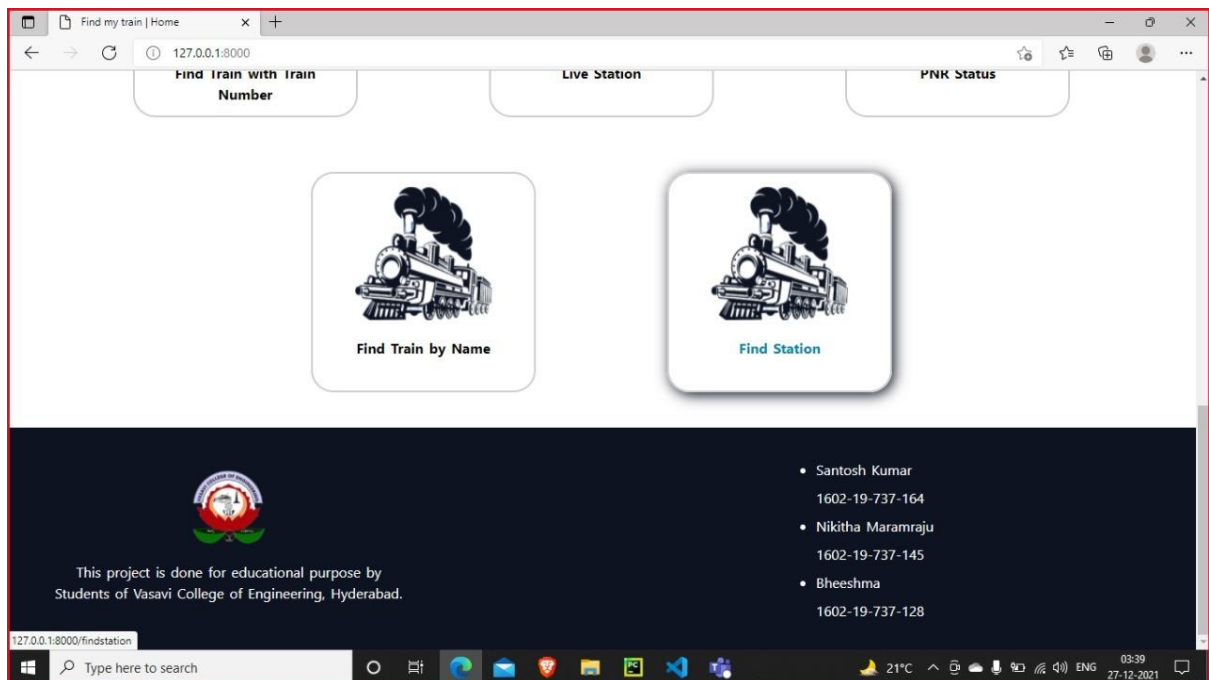 Find my train | Home
127.0.0.1:8000
Find Train with Train
Number
Live Station
PNR Status
Find Train by Name
Find Station
This project is done for educational purpose by
Students of Vasavi College of Engineering, Hyderabad.
Santosh Kumar
1602-19-737-164
Nikitha Maramraju
1602-19-737-145
Bheeshma
1602-19-737-128
127.0.0.1:8000/findstation
Type here to search
21°C
ENG
03:39
27-12-2021